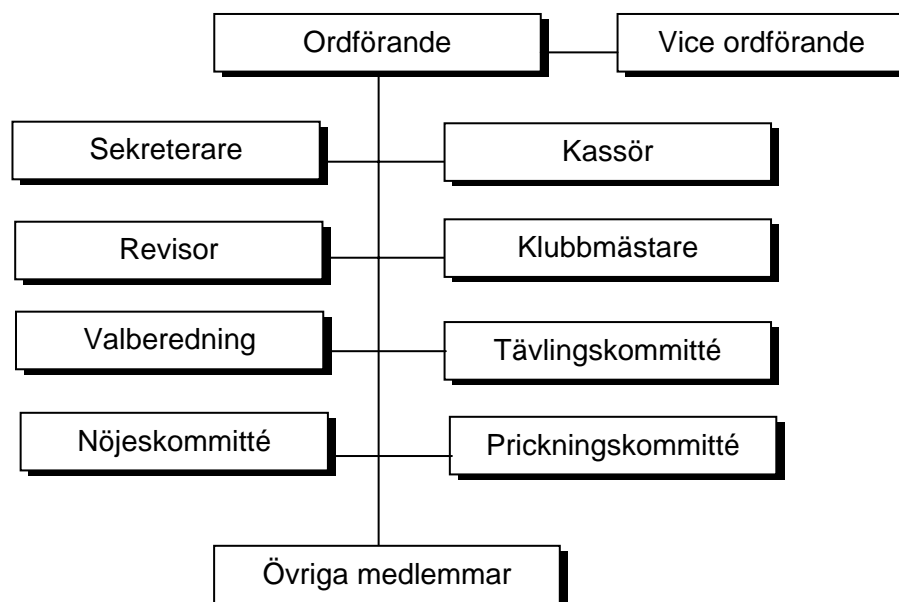 Ordförande
Vice ordförande
Sekreterare
Kassör
Revisor
Klubbmästare
Valberedning
Tävlingskommitté
Nöjeskommitté
Prickningskommitté
Övriga medlemmar